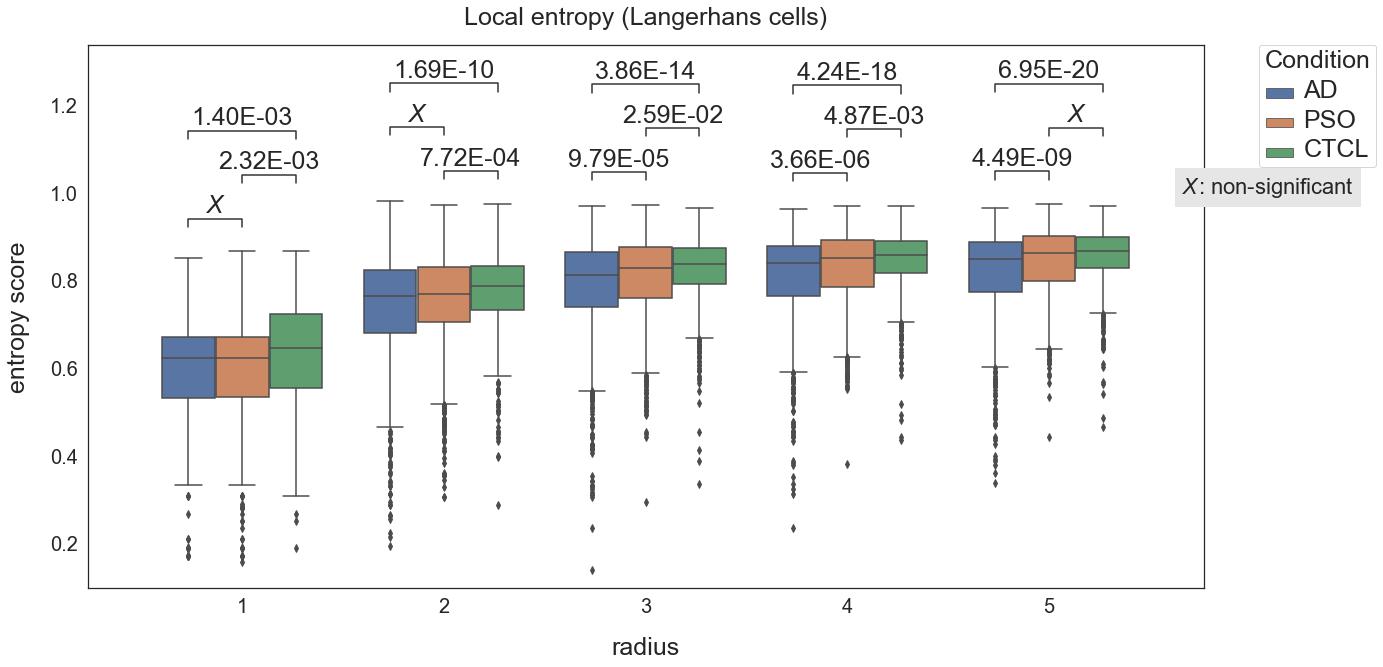 Local entropy (Langerhans cells)
Condition
AD
PSO
CTCL
X: non-significant
1.69E-10
3.86E-14
4.24E-18
6.95E-20
1.40E-03
X
2.59E-02
4.87E-03
X
2.32E-03
7.72E-04
9.79E-05
3.66E-06
4.49E-09
X
entropy score
1.2
1.0
0.8
0.6
0.4
0.2
1 2 3 4 5
radius